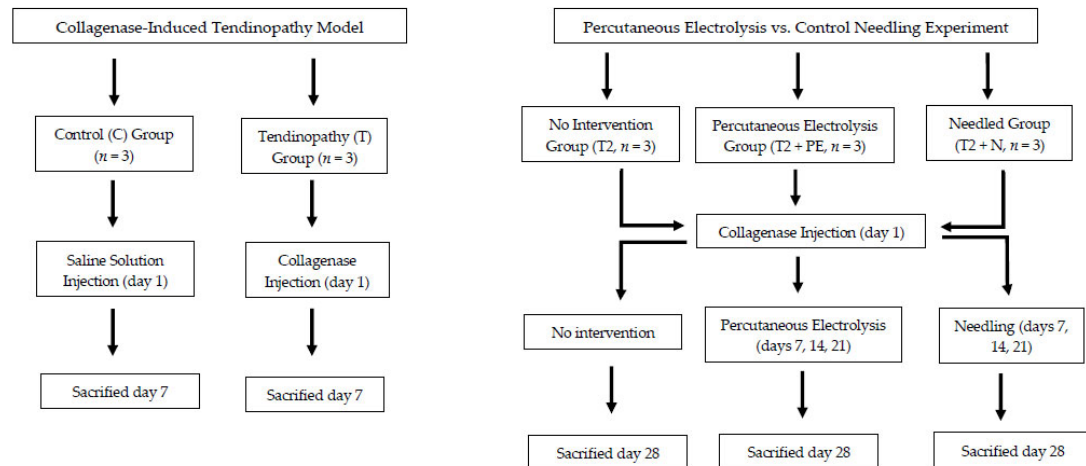 Collagenase-Induced Tendinopathy Model
Control (C) Group
(n = 3)
Tendinopathy (T)
Group (n = 3)
Saline Solution
Injection (day 1)
Collagenase
Injection (day 1)
Sacrified day 7
Sacrified day 7
Percutaneous Electrolysis vs. Control Needling Experiment
No Intervention
Group (T2, n = 3)
Percutaneous Electrolysis
Group (T2 + PE, n = 3)
Needled Group
(T2 + N, n = 3)
Collagenase Injection (day 1)
No intervention
Percutaneous Electrolysis
(days 7, 14, 21)
Needling (days 7,
14, 21)
Sacrified day 28
Sacrified day 28
Sacrified day 28